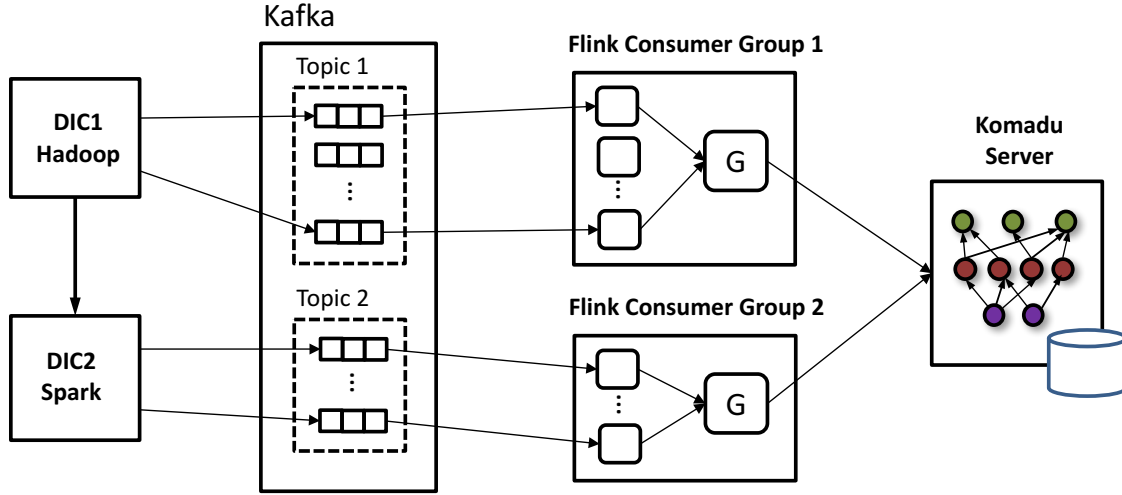 Kafka
Flink Consumer Group 1
Topic 1
DIC1
Hadoop
G
Komadu
Server
⋮
⋮
Topic 2
Flink Consumer Group 2
DIC2
Spark
G
⋮
⋮